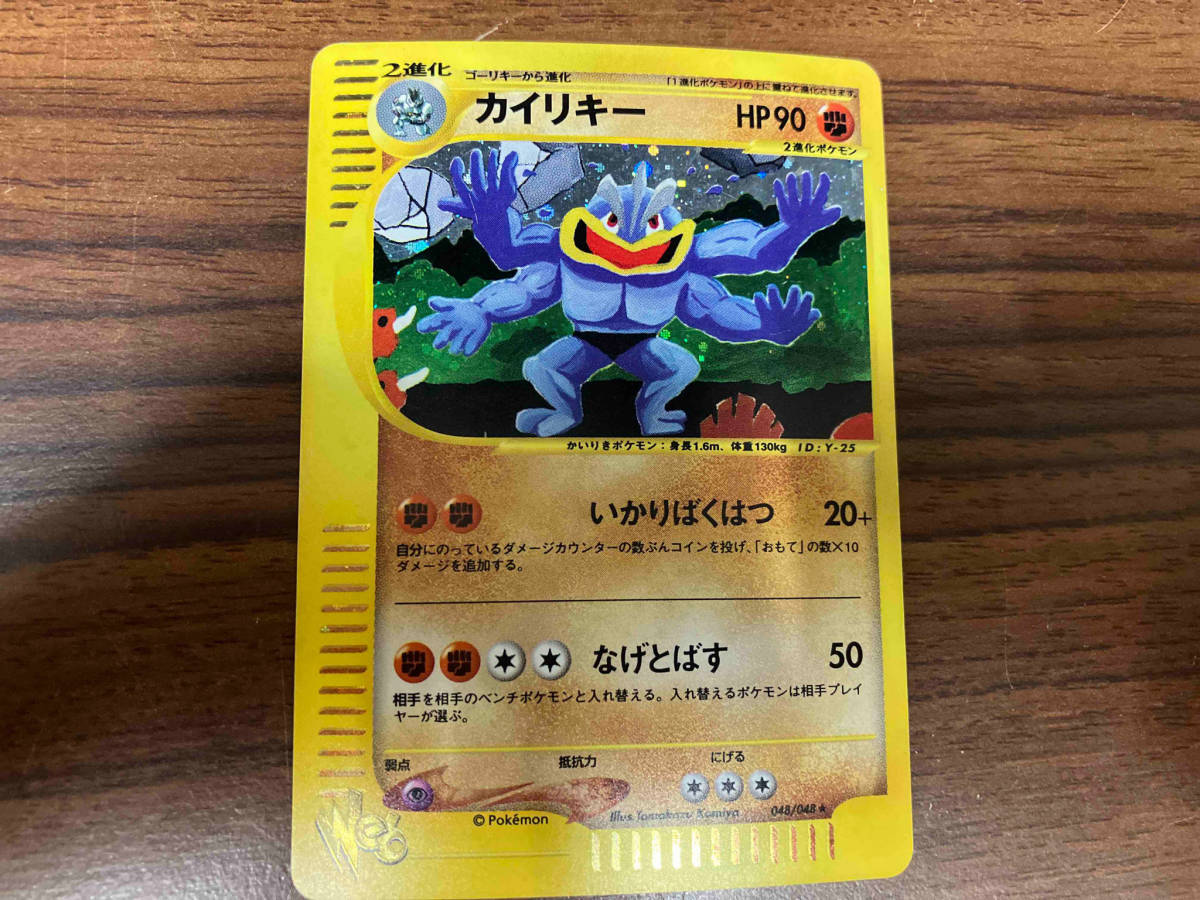 2進化
ゴーリキーから進化
「1進化ポケモン」の上に重ねて進化させます。
カイリキー
HP90
2進化ポケモン
かいりきポケモン：身長1.6m、体重130kg ID：Y-25
いかりばくはつ 20+
自分にのっているダメージカウンターの数ぶんコインを投げ、「おもて」の数×10
ダメージを追加する。
なげとばす 50
相手を相手のベンチポケモンと入れ替える。入れ替えるポケモンは相手プレイ
ヤーが選ぶ。
弱点 抵抗力 にげる
Illus. Tomokazu Komiya 048/048★
©Pokémon
Web